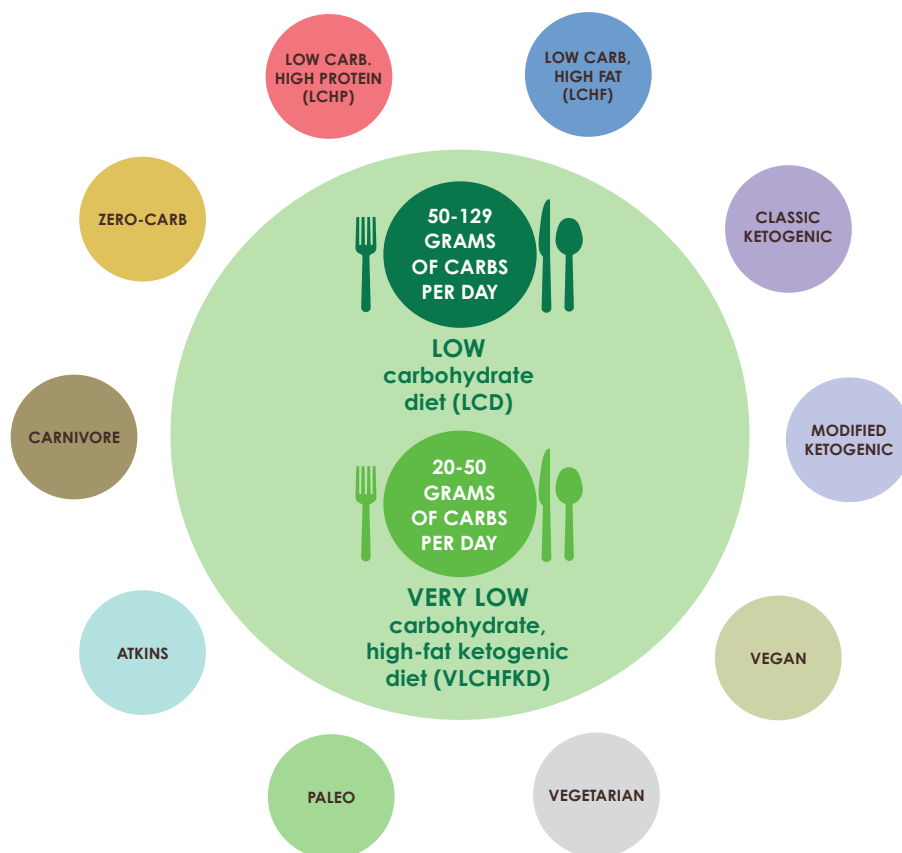 LOW CARB.
HIGH PROTEIN
(LCHP)
LOW CARB,
HIGH FAT
(LCHF)
ZERO-CARB
CLASSIC
KETOGENIC
50-129
GRAMS
OF CARBS
PER DAY
LOW
carbohydrate
diet (LCD)
CARNIVORE
MODIFIED
KETOGENIC
20-50
GRAMS
OF CARBS
PER DAY
VERY LOW
carbohydrate,
high-fat ketogenic
diet (VLCHFKD)
ATKINS
VEGAN
PALEO
VEGETARIAN